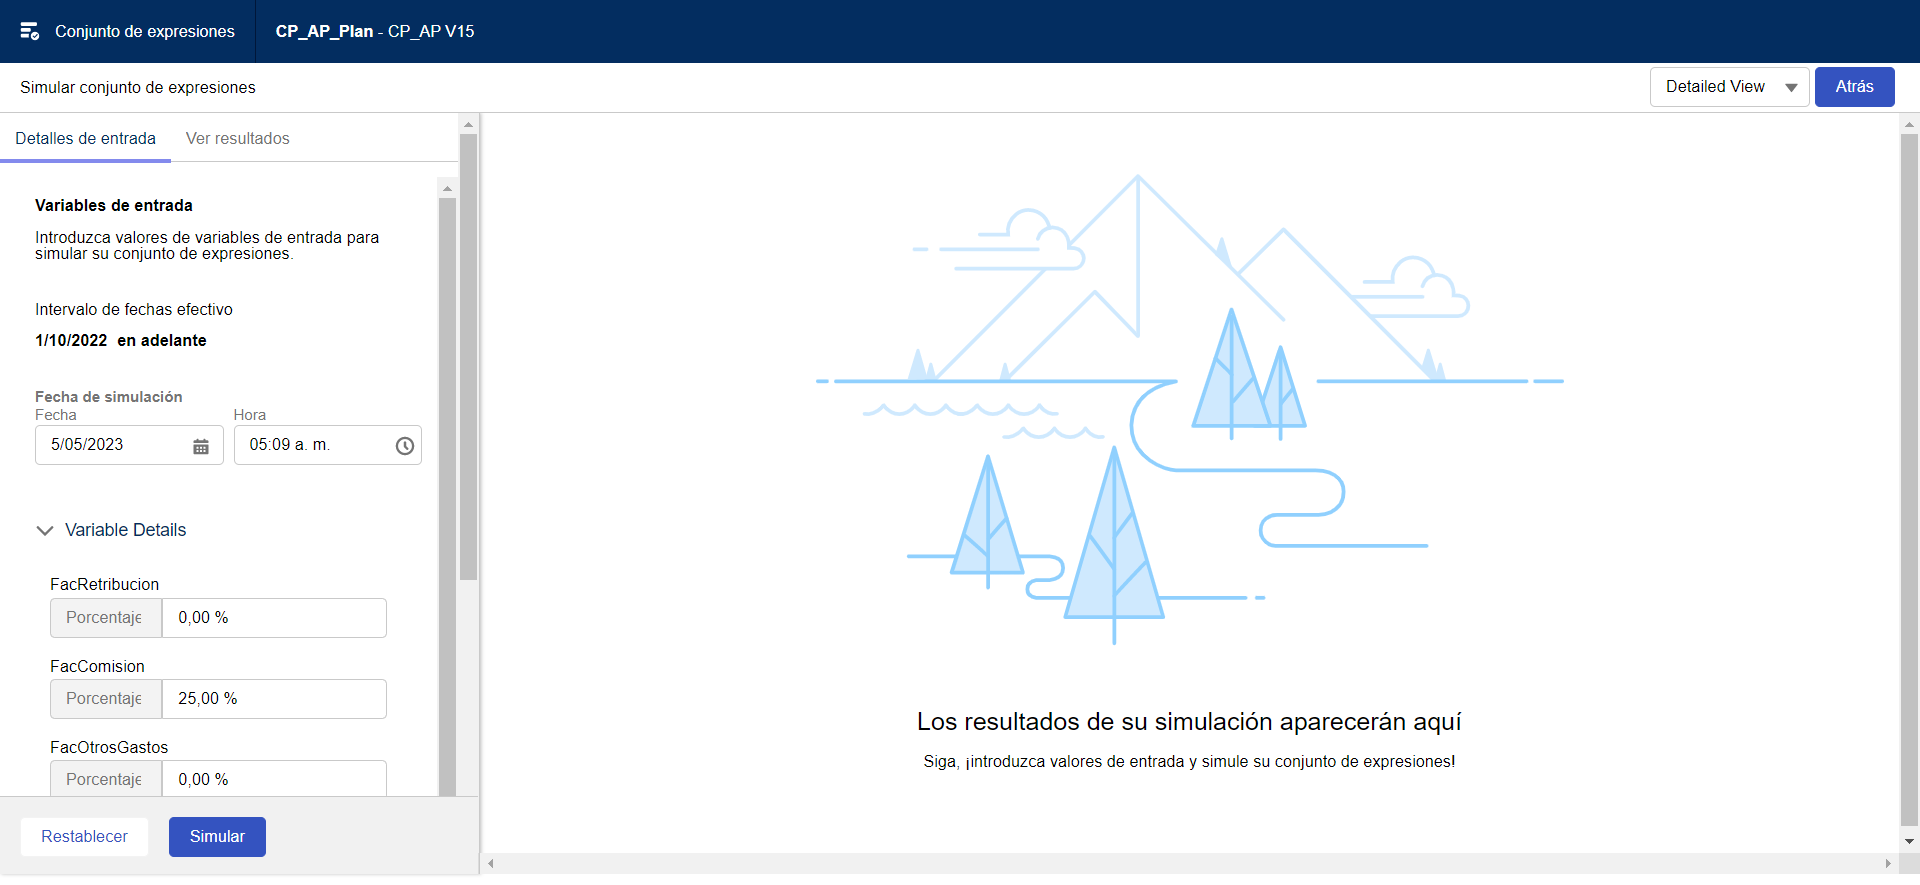 Conjunto de expresiones
CP_AP_Plan - CP_AP V15
Simular conjunto de expresiones
Detailed View
Atrás
Detalles de entrada
Ver resultados
Variables de entrada
Introduzca valores de variables de entrada para
simular su conjunto de expresiones.
Intervalo de fechas efectivo
1/10/2022 en adelante
Fecha de simulación
Fecha
Hora
5/05/2023
05:09 a. m.
Variable Details
FacRetribucion
Porcentaje
0,00 %
FacComision
Porcentaje
25,00 %
FacOtrosGastos
Porcentaje
0,00 %
Restablecer
Simular
Los resultados de su simulación aparecerán aquí
Siga, ¡introduzca valores de entrada y simule su conjunto de expresiones!